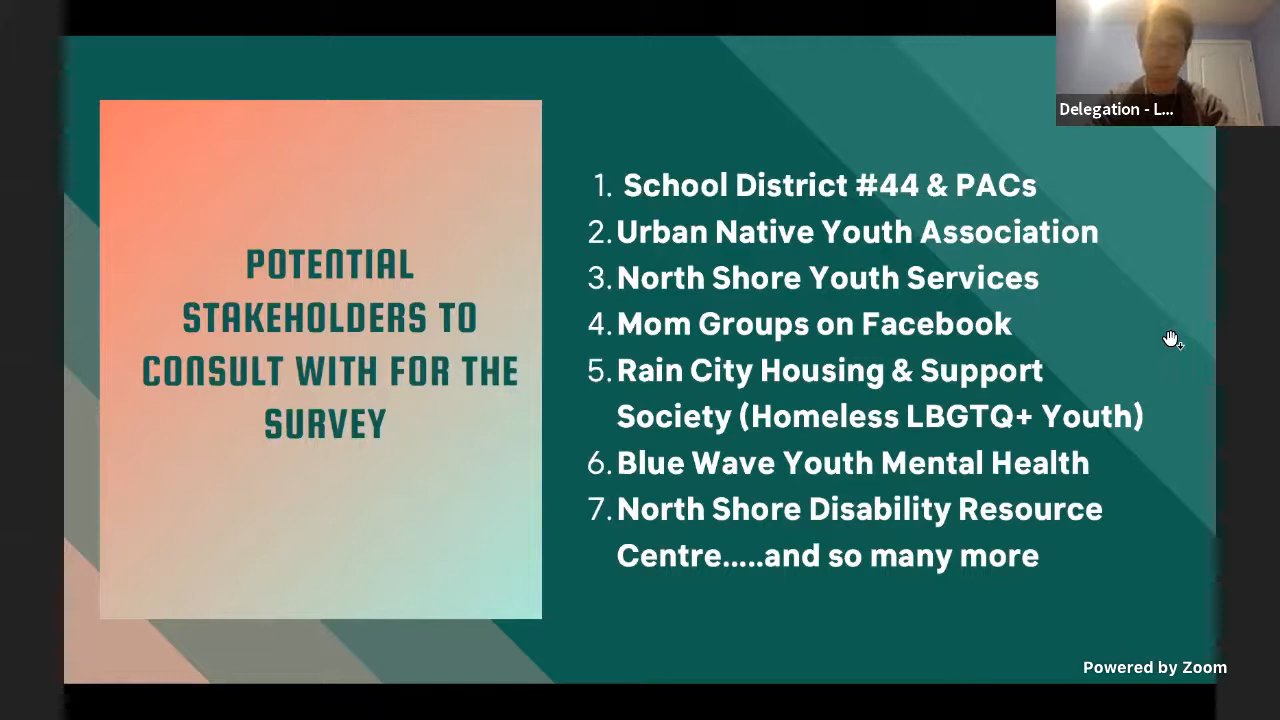 Delegation - L...
POTENTIAL
STAKEHOLDERS TO
CONSULT WITH FOR THE
SURVEY
1. School District #44 & PACs
2. Urban Native Youth Association
3. North Shore Youth Services
4. Mom Groups on Facebook
5. Rain City Housing & Support
Society (Homeless LBGTQ+ Youth)
6. Blue Wave Youth Mental Health
7. North Shore Disability Resource
Centre.....and so many more
Powered by Zoom